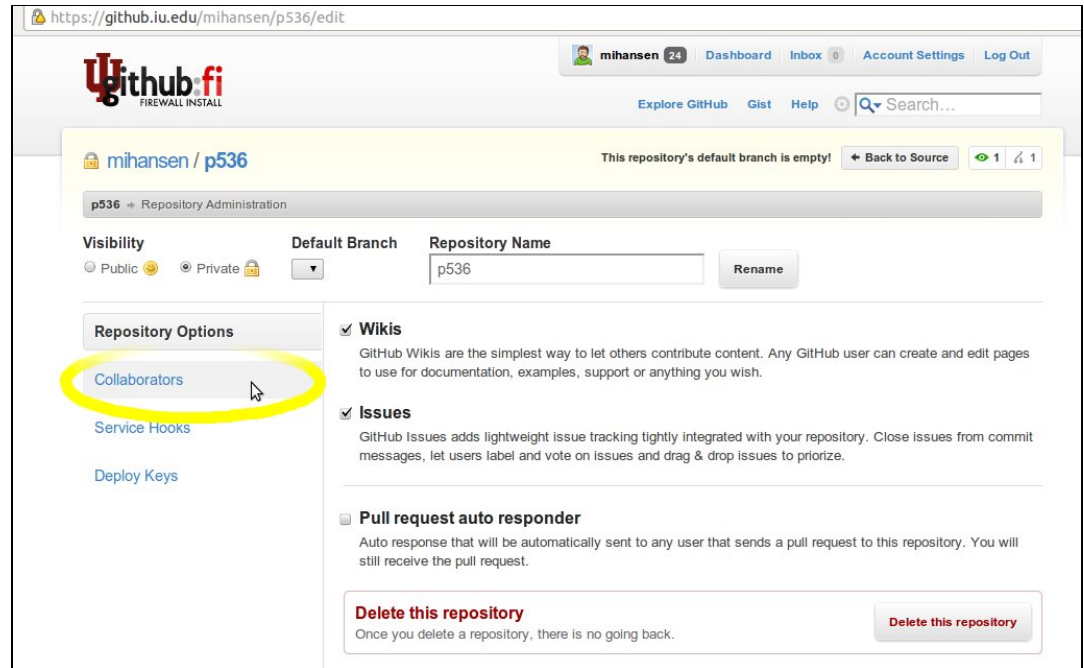 https://github.iu.edu/mihansen/p536/edit
mihansen 24 Dashboard Inbox 0 Account Settings Log Out
github:fi
FIREWALL INSTALL
Explore GitHub Gist Help Search...
mihansen / p536 This repository's default branch is empty! Back to Source 1 1
p536 Repository Administration
Visibility Default Branch Repository Name
Public Private p536 Rename
Repository Options
Collaborators
Service Hooks
Deploy Keys
Wikis
GitHub Wikis are the simplest way to let others contribute content. Any GitHub user can create and edit pages
to use for documentation, examples, support or anything you wish.
Issues
GitHub Issues adds lightweight issue tracking tightly integrated with your repository. Close issues from commit
messages, let users label and vote on issues and drag & drop issues to priorize.
Pull request auto responder
Auto response that will be automatically sent to any user that sends a pull request to this repository. You will
still receive the pull request.
Delete this repository
Once you delete a repository, there is no going back.
Delete this repository